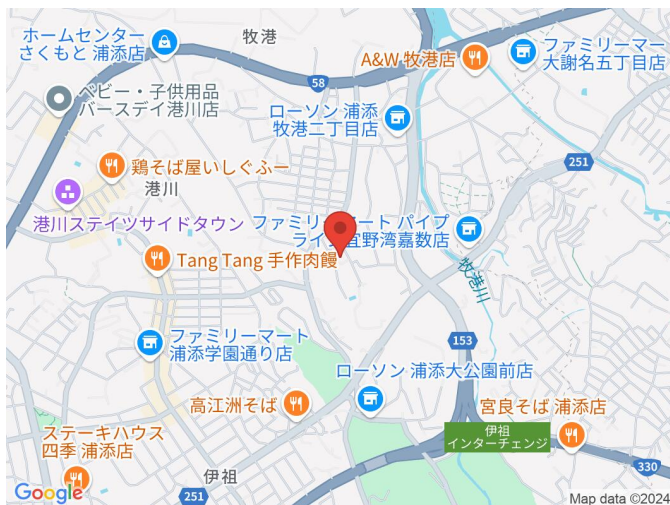 ホームセンター
さくもと 浦添店
牧港
A&W 牧港店
ファミリーマー
大謝名五丁目店
58
ベビー・子供用品
バースデイ港川店
ローソン 浦添
牧港二丁目店
251
鶏そば屋いしぐふー
港川
港川ステイツサイドタウン
ファミリーマート パイプ
ライン宜野湾嘉数店
Tang Tang 手作肉饅
牧港川
153
ファミリーマート
浦添学園通り店
ローソン 浦添大公園前店
高江洲そば
宮良そば 浦添店
伊祖
インターチェンジ
ステーキハウス
四季 浦添店
伊祖
330
251
Google
Map data ©2024